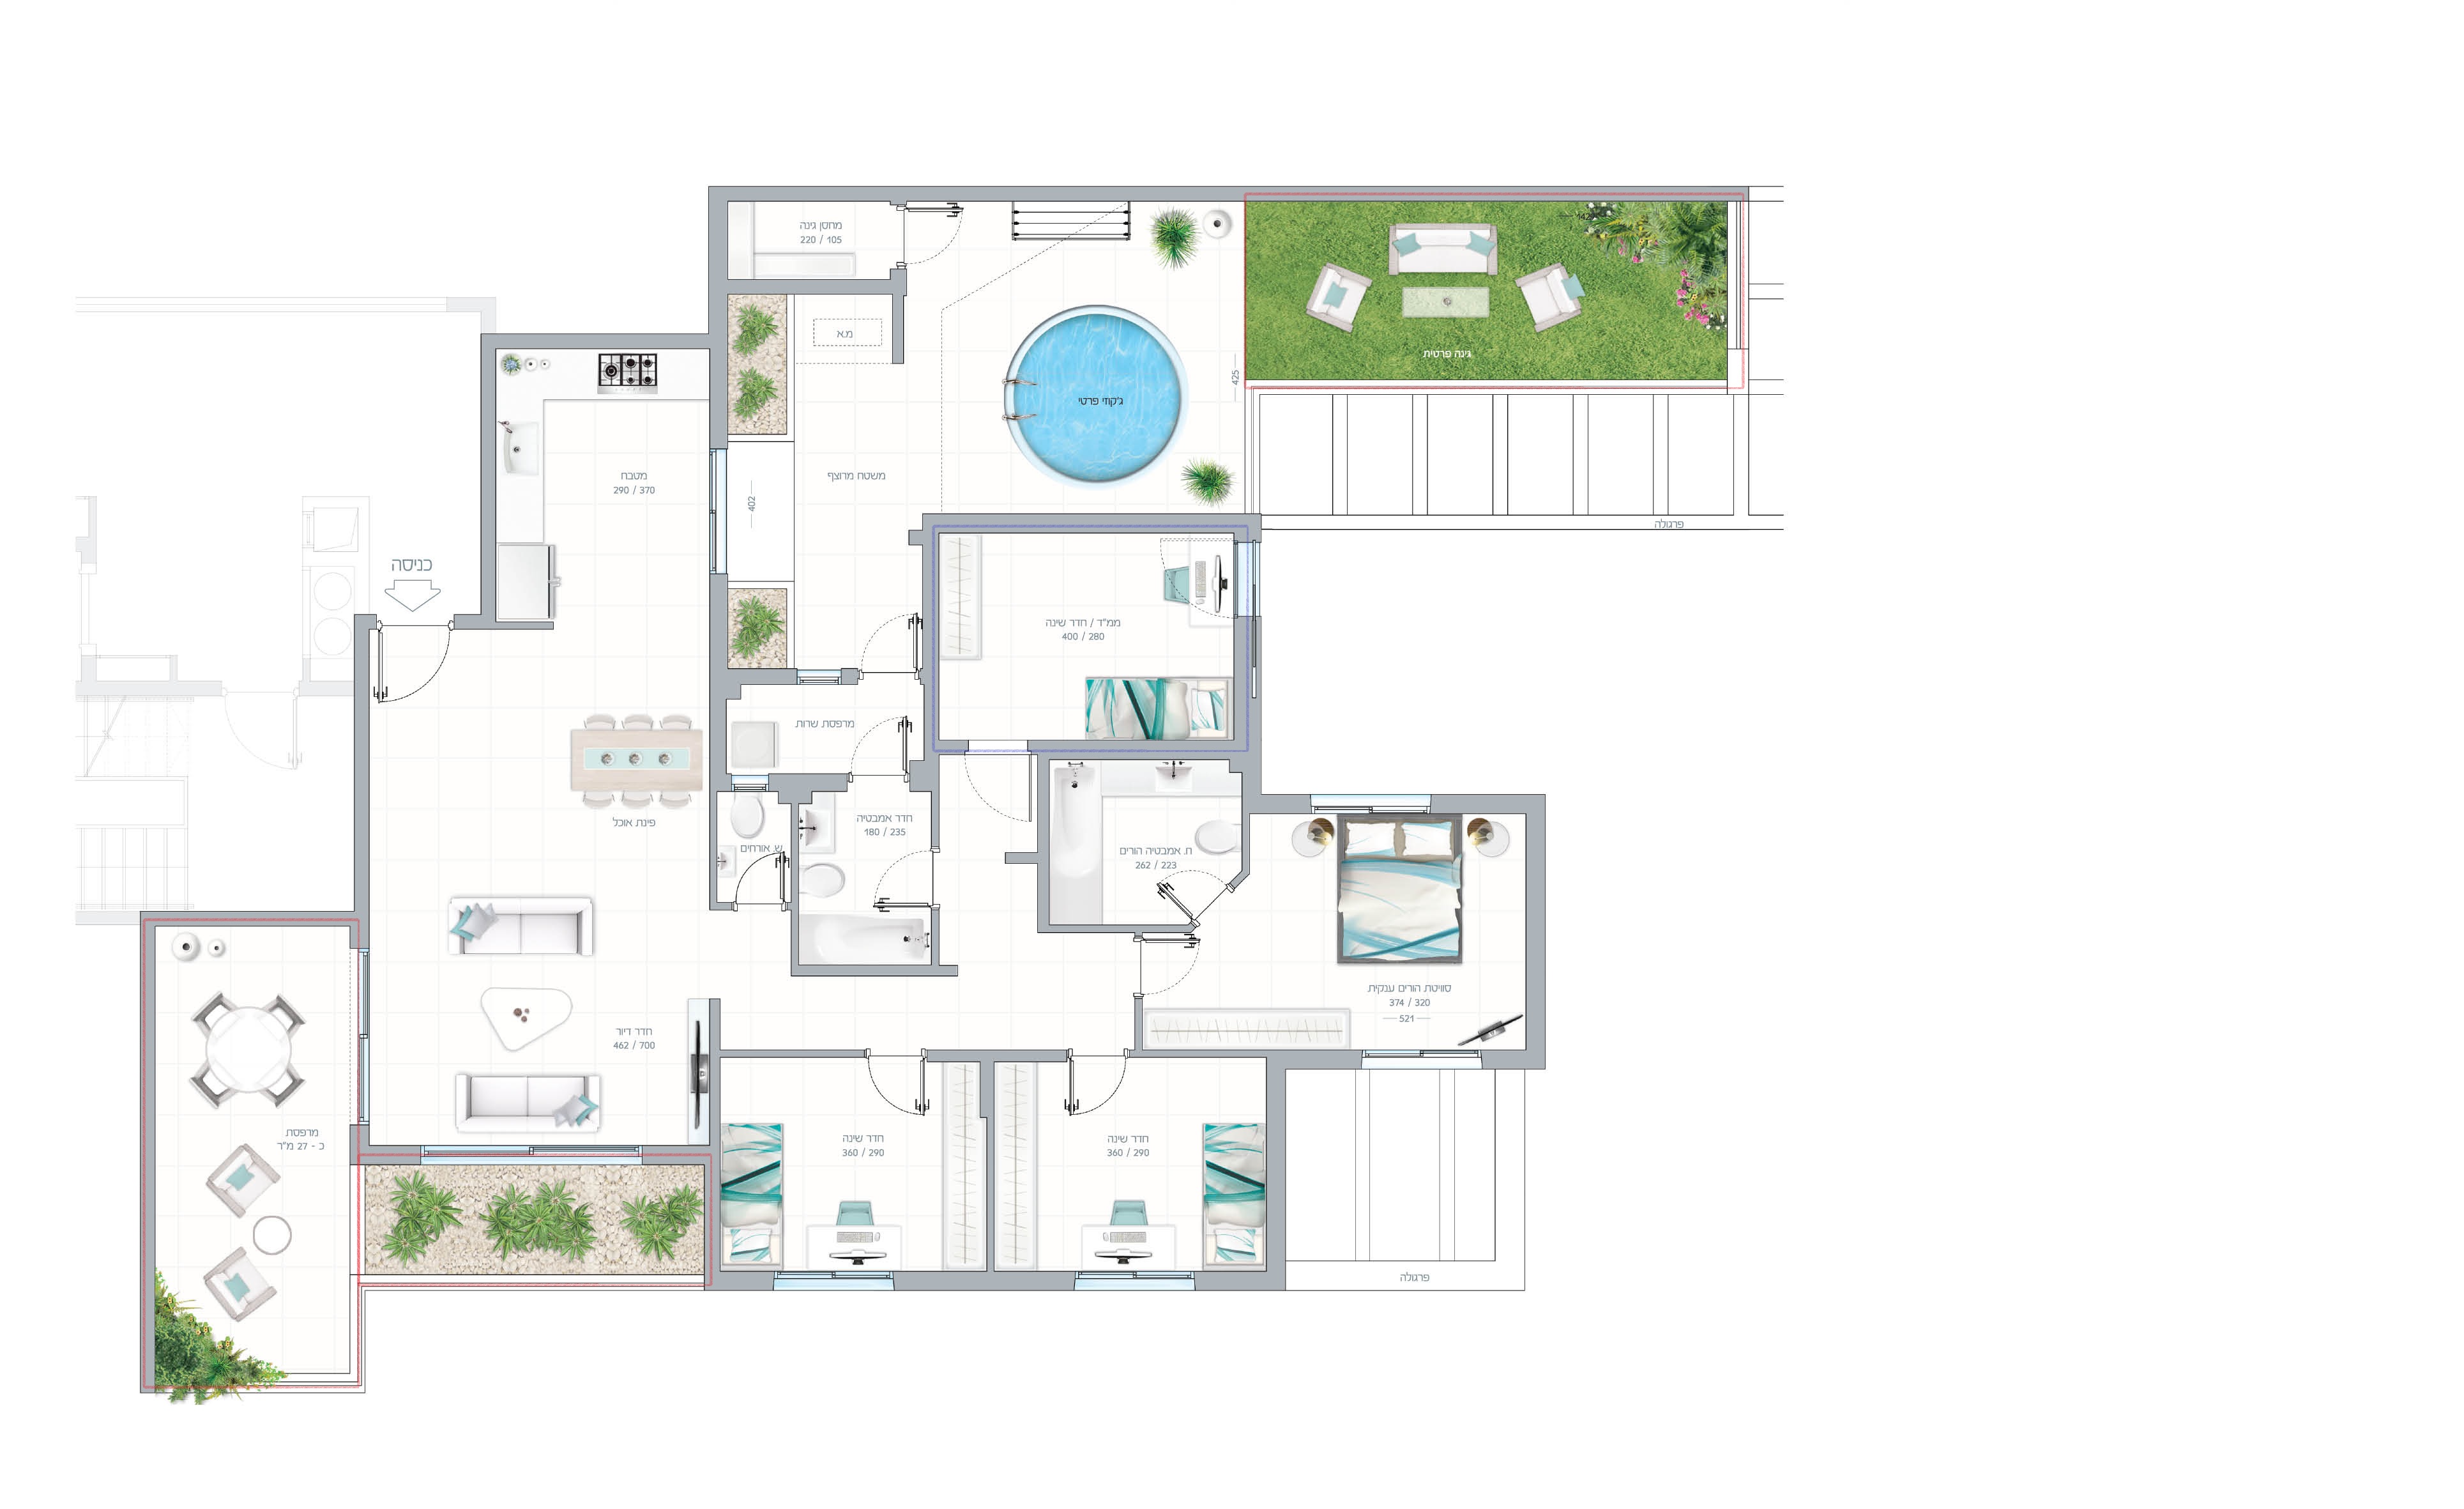 מחסן גינה
220 / 105
142
מ.א
גינה פרטית
425
ג'קוזי פרטי
מטבח
290 / 370
משטח מרוצף
402
פרגולה
כניסה
ממ"ד / חדר שינה
400 / 280
מרפסת שרות
פינת אוכל
ש. אורחים
חדר אמבטיה
180 / 235
ח. אמבטיה הורים
262 / 223
סוויטת הורים ענקית
374 / 320
521
חדר דיור
462 / 700
מרפסת
כ - 27 מ"ר
חדר שינה
360 / 290
חדר שינה
360 / 290
פרגולה